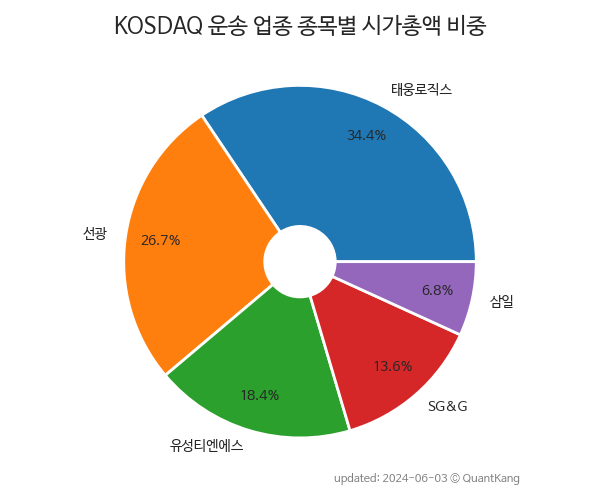 KOSDAQ 운송 업종 종목별 시가총액 비중
태웅로직스
34.4%
선광
26.7%
6.8%
삼일
13.6%
18.4%
SG&G
유성티엔에스
updated: 2024-06-03 © QuantKang